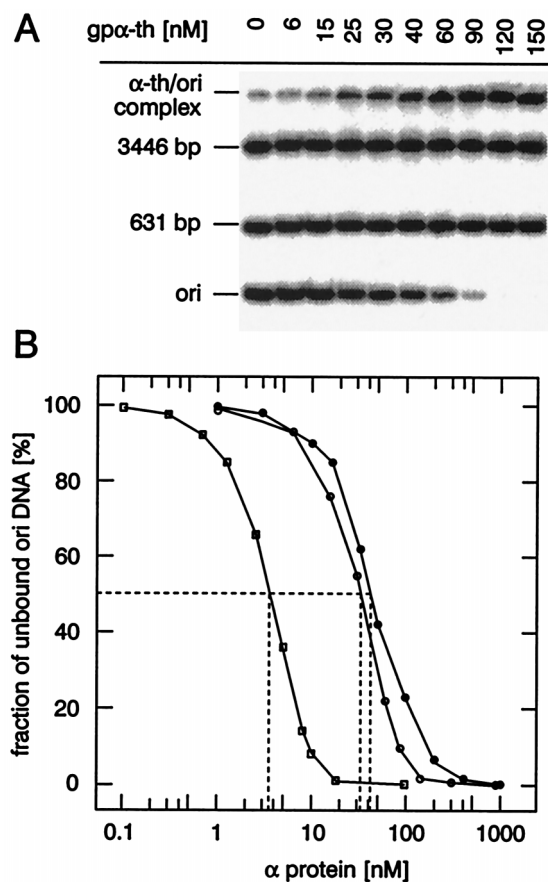 A
gpα-th [nM] 0 6 15 25 30 40 60 90 120 150
α-th/ori
complex
3446 bp
631 bp
ori
B
fraction of unbound ori DNA [%]
100
80
60
40
20
0
0.1 1 10 100 1000
α protein [nM]